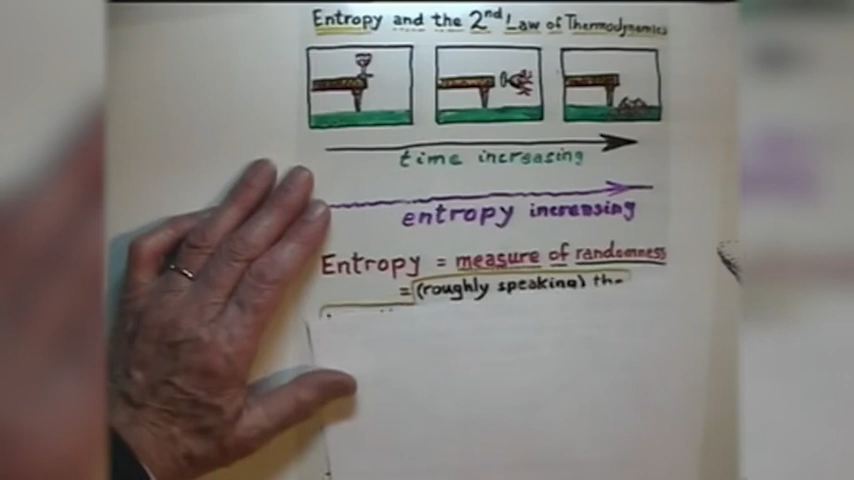 Entropy and the 2nd Law of Thermodynamics
time increasing
entropy increasing
Entropy = measure of randomness
= (roughly speaking) the